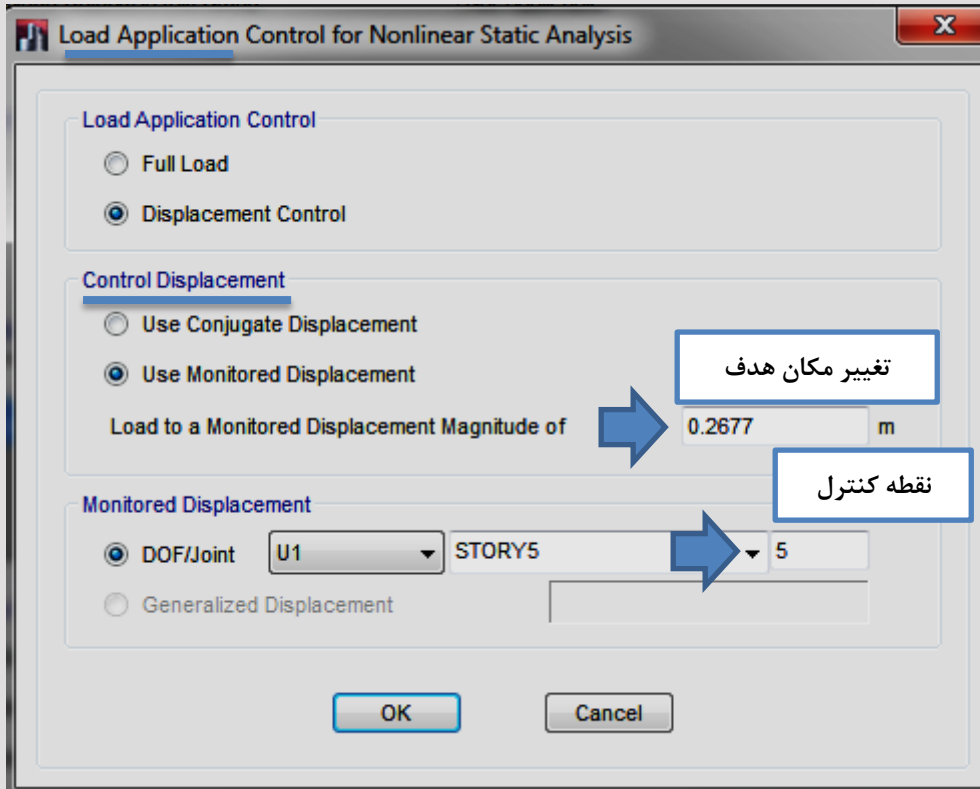 Load Application Control for Nonlinear Static Analysis
Load Application Control
Full Load
Displacement Control
Control Displacement
Use Conjugate Displacement
Use Monitored Displacement
تغییر مکان هدف
Load to a Monitored Displacement Magnitude of 0.2677 m
نقطه کنترل
Monitored Displacement
DOF/Joint U1 STORY5 5
Generalized Displacement
OK Cancel